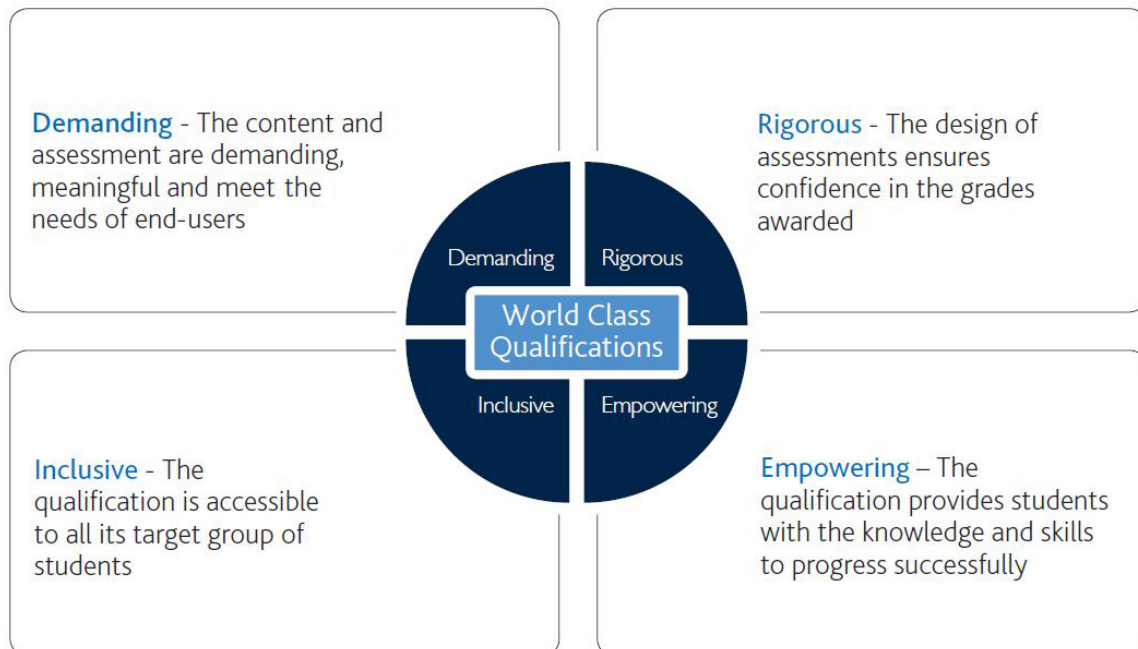 Demanding - The content and
assessment are demanding,
meaningful and meet the
needs of end-users
Rigorous - The design of
assessments ensures
confidence in the grades
awarded
Demanding
Rigorous
World Class
Qualifications
Inclusive
Empowering
Inclusive - The
qualification is accessible
to all its target group of
students
Empowering – The
qualification provides students
with the knowledge and skills
to progress successfully